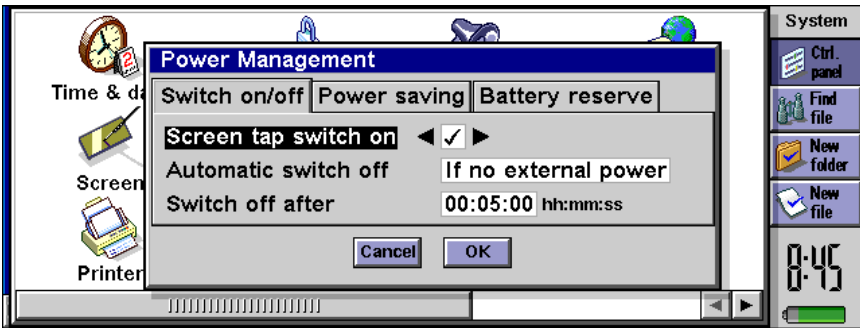 System
Time & da
Screen
Printer
Power Management
Switch on/off Power saving Battery reserve
Screen tap switch on
Automatic switch off If no external power
Switch off after 00:05:00 hh:mm:ss
Cancel OK
Ctrl.
panel
Find
file
New
folder
New
file
8:45
2